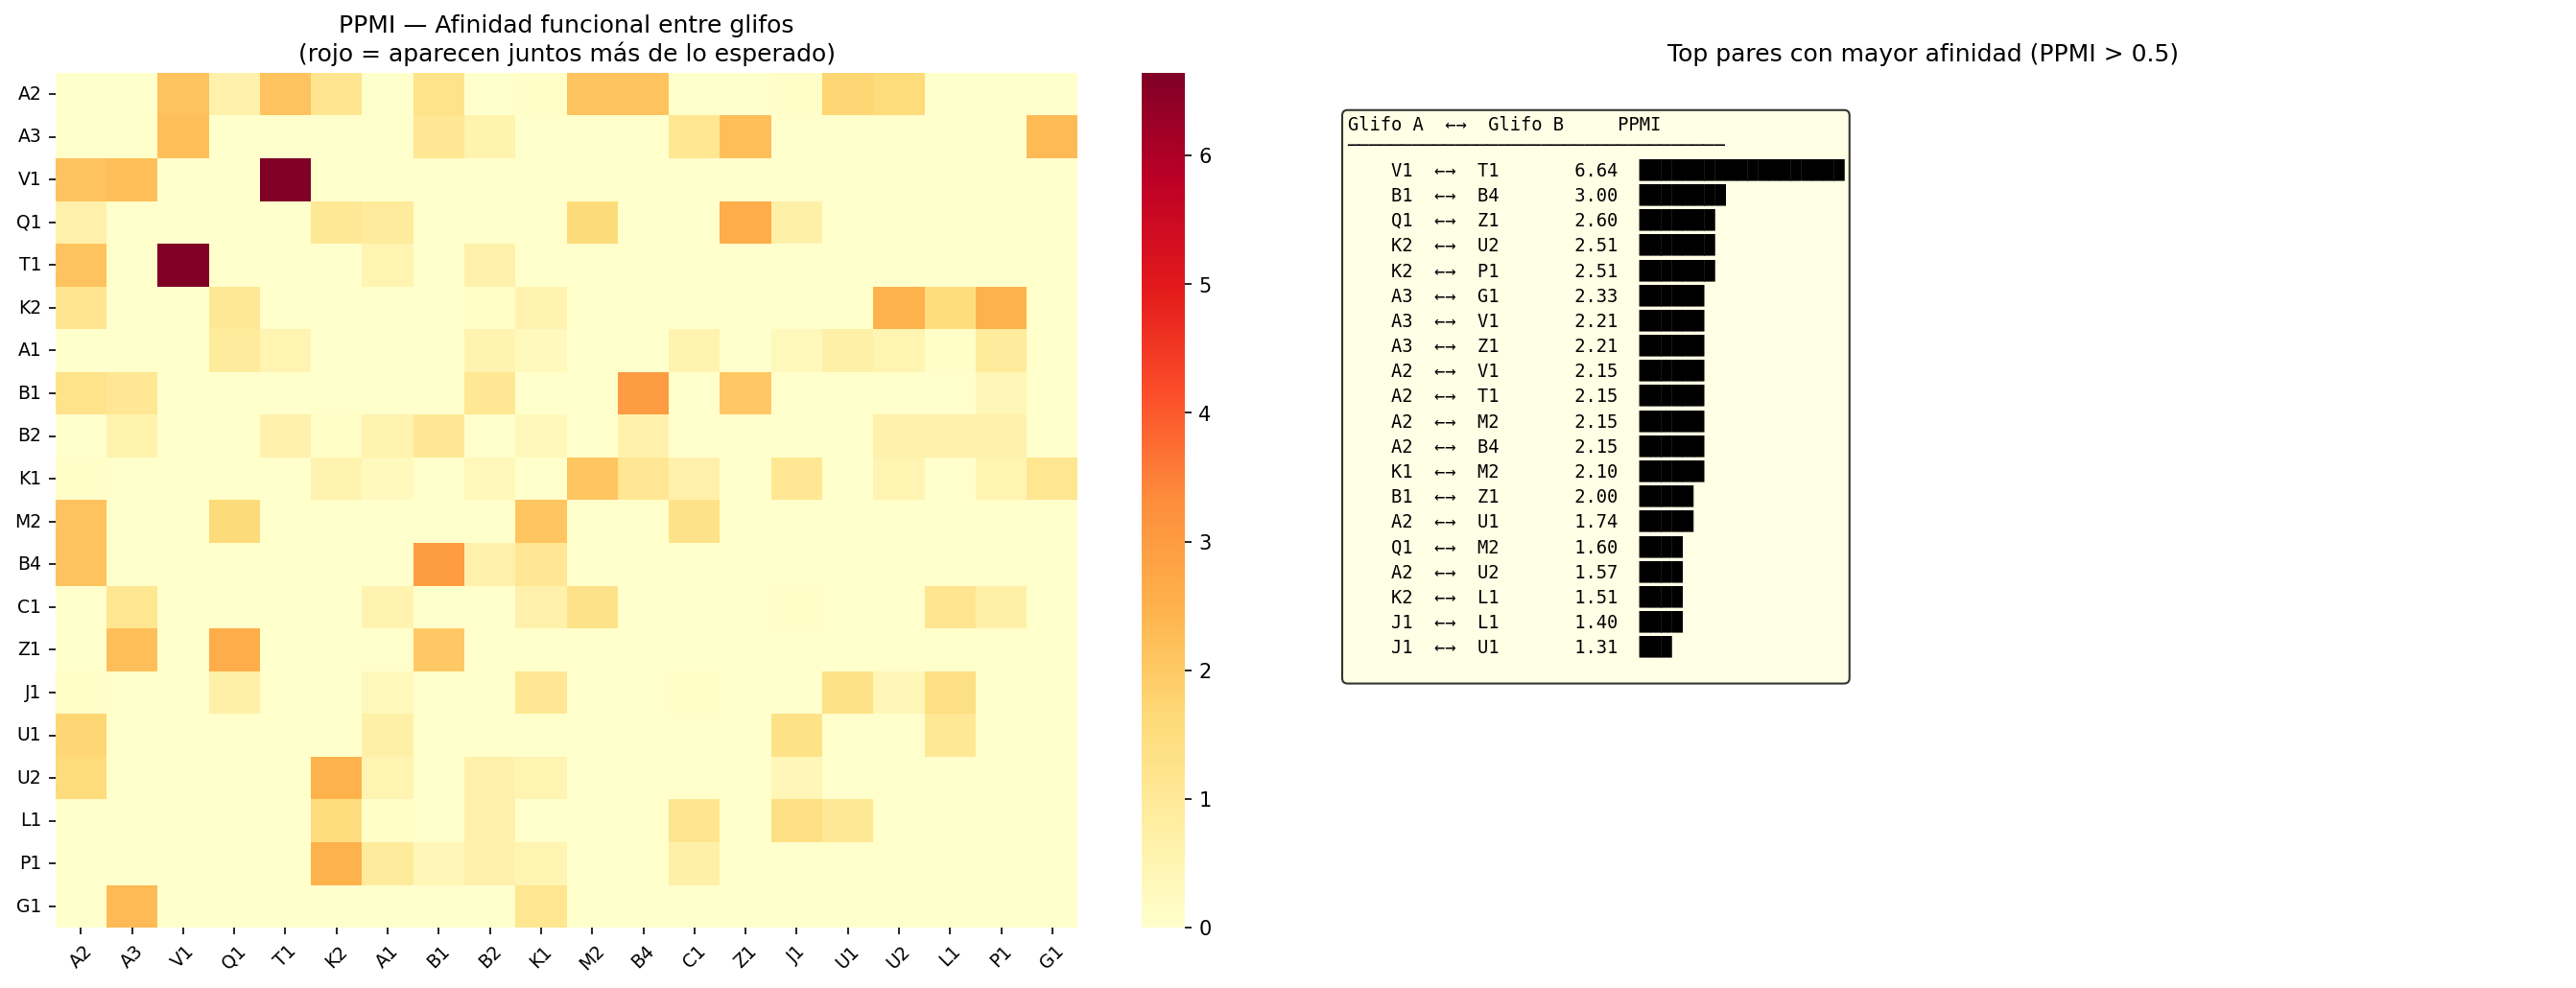 PPMI — Afinidad funcional entre glifos
(rojo = aparecen juntos más de lo esperado)
A2
A3
V1
Q1
T1
K2
A1
B1
B2
K1
M2
B4
C1
Z1
J1
U1
U2
L1
P1
G1
A2 A3 V1 Q1 T1 K2 A1 B1 B2 K1 M2 B4 C1 Z1 J1 U1 U2 L1 P1 G1
6
5
4
3
2
1
0
Top pares con mayor afinidad (PPMI > 0.5)
Glifo A ←→ Glifo B PPMI
V1 ←→ T1 6.64
B1 ←→ B4 3.00
Q1 ←→ Z1 2.60
K2 ←→ U2 2.51
K2 ←→ P1 2.51
A3 ←→ G1 2.33
A3 ←→ V1 2.21
A3 ←→ Z1 2.21
A2 ←→ V1 2.15
A2 ←→ T1 2.15
A2 ←→ M2 2.15
A2 ←→ B4 2.15
K1 ←→ M2 2.10
B1 ←→ Z1 2.00
A2 ←→ U1 1.74
Q1 ←→ M2 1.60
A2 ←→ U2 1.57
K2 ←→ L1 1.51
J1 ←→ L1 1.40
J1 ←→ U1 1.31